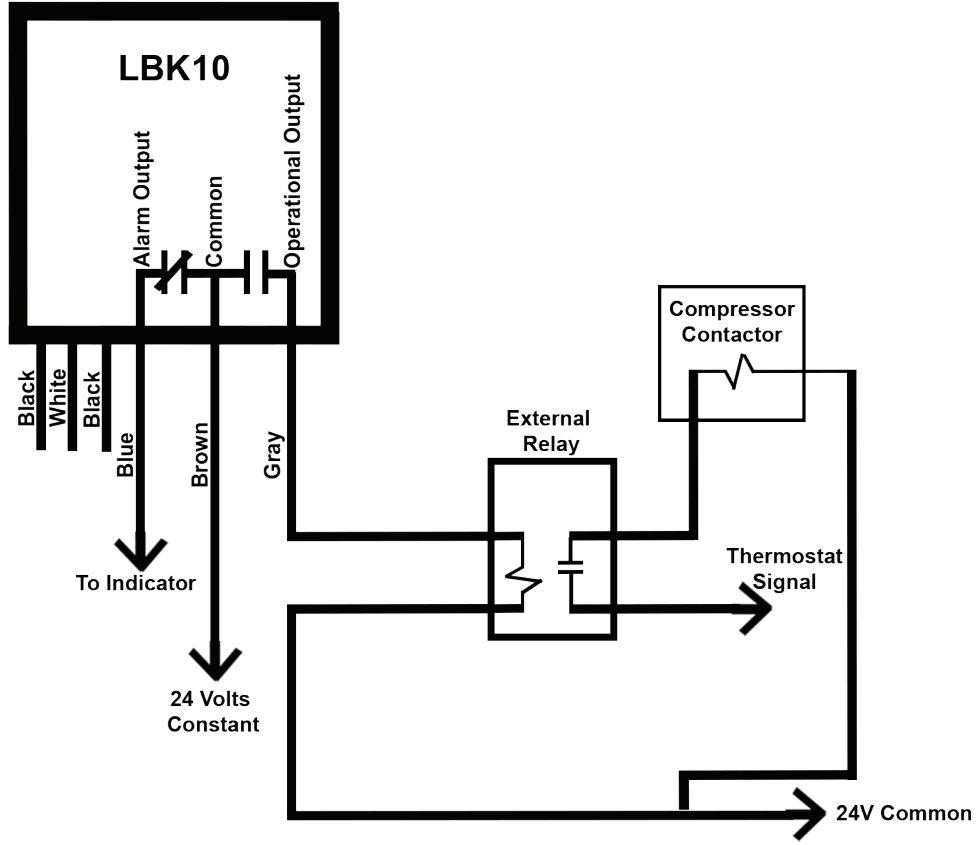 LBK10
Alarm Output
Common
Operational Output
Black
White
Black
Blue
Brown
Gray
To Indicator
24 Volts
Constant
External
Relay
Compressor
Contactor
Thermostat
Signal
24V Common